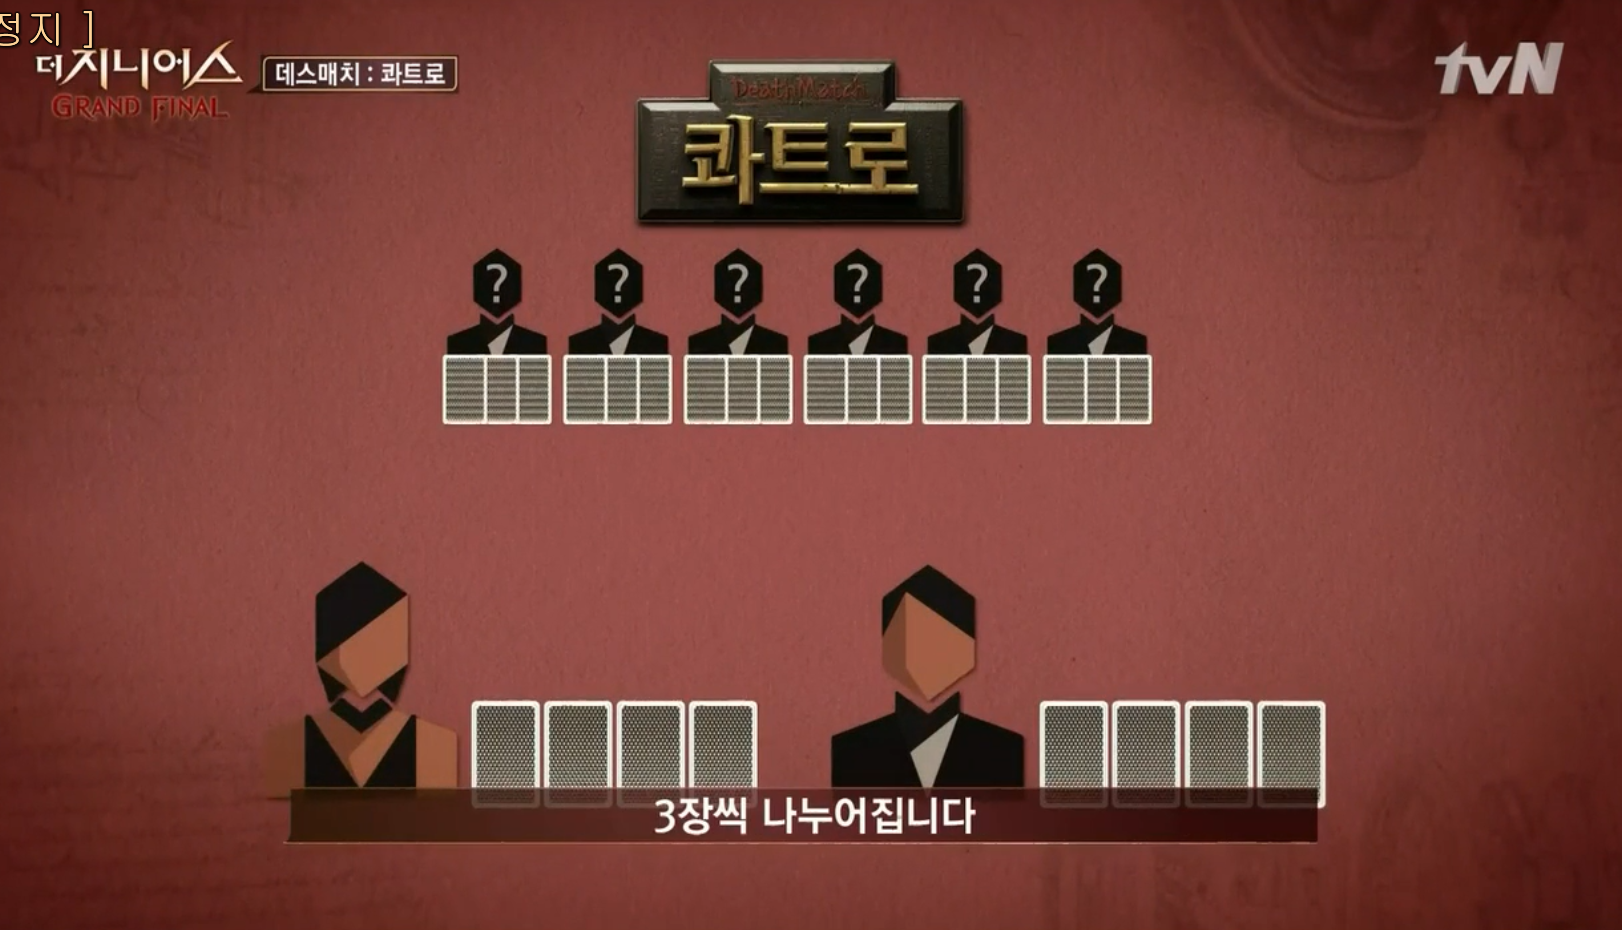 정지 ]
더 지니어스
GRAND FINAL
데스매치 : 콰트로
tvN
DeathMatch
콰트로
? ? ? ? ? ?
3장씩 나누어집니다